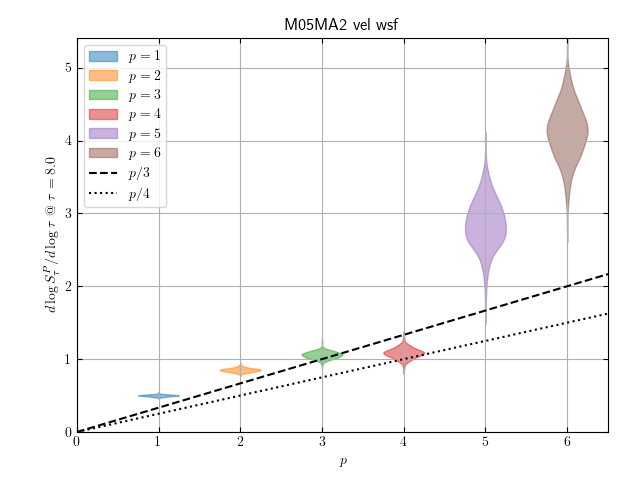 M05MA2 vel wsf
p = 1
p = 2
p = 3
p = 4
p = 5
p = 6
p/3
p/4
d log S_τ^P / d log τ @ τ = 8.0
5
4
3
2
1
0
0 1 2 3 4 5 6
p